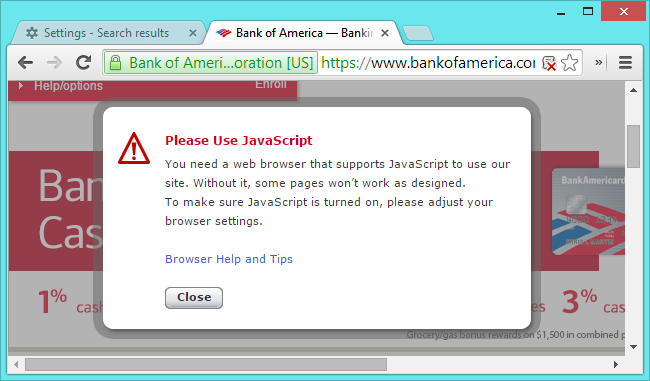 Settings - Search results
Bank of America — Bankin
Bank of Ameri...oration [US]
https://www.bankofamerica.co
Help/options
Enroll
Please Use JavaScript
You need a web browser that supports JavaScript to use our
site. Without it, some pages won't work as designed.
To make sure JavaScript is turned on, please adjust your
browser settings.
Browser Help and Tips
Close
Ban
Cas
BankAmericard
1% cash
es 3% cas
Grocery/gas bonus rewards on $1,500 in combined p